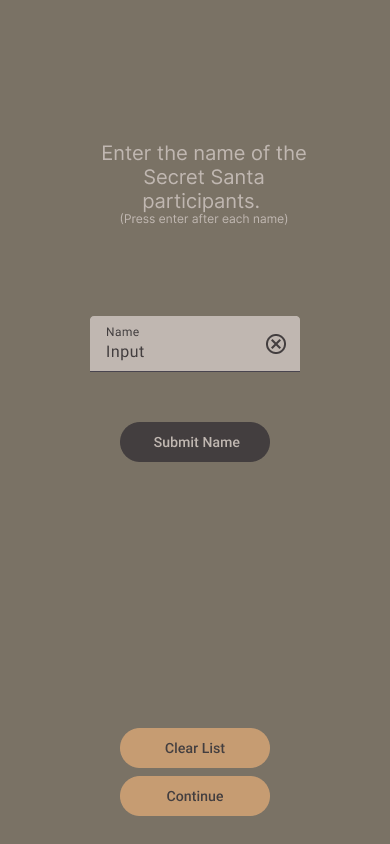 Enter the name of the
Secret Santa
participants.
(Press enter after each name)
Name
Input
Submit Name
Clear List
Continue